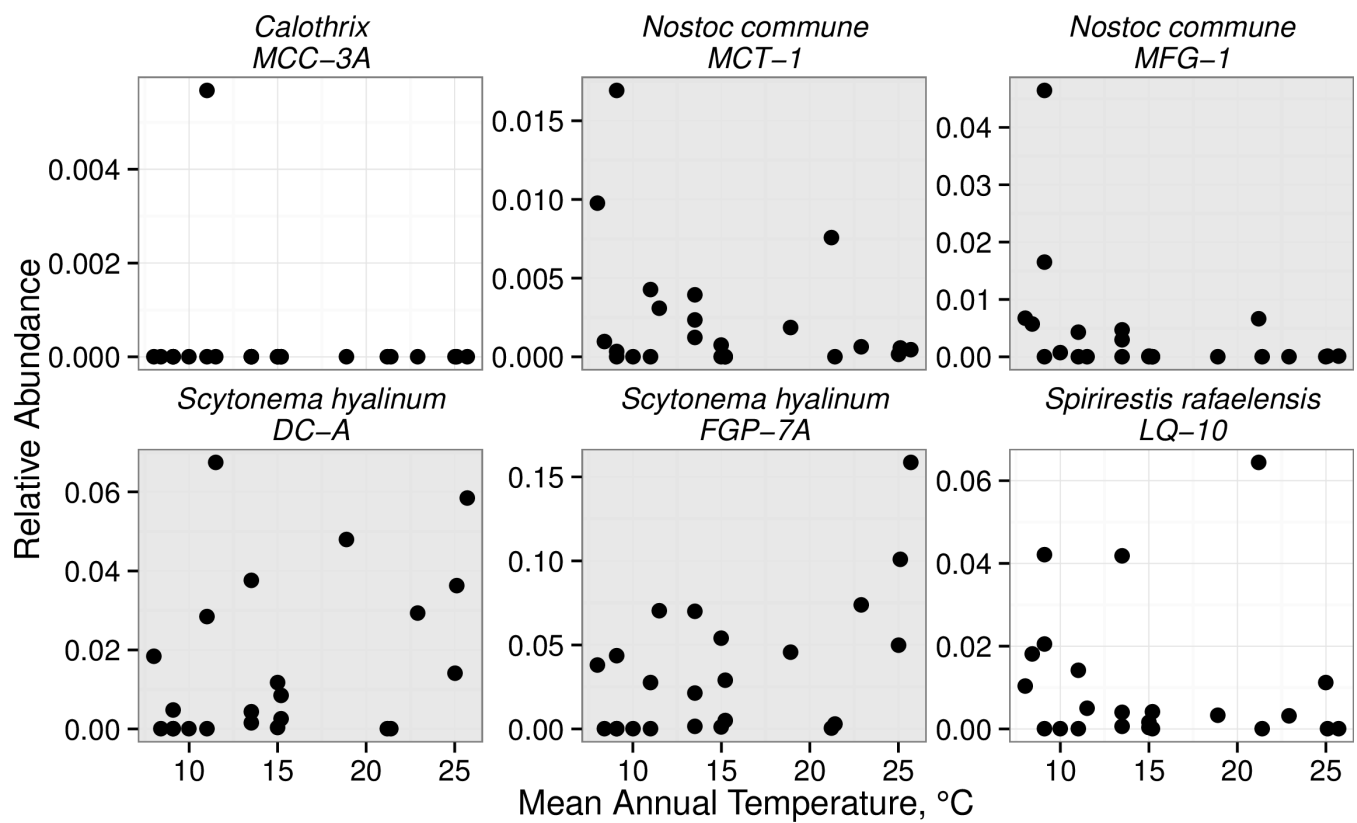 Calothrix
MCC−3A
Nostoc commune
MCT−1
Nostoc commune
MFG−1
0.004
0.002
0.000
0.015
0.010
0.005
0.000
0.04
0.03
0.02
0.01
0.00
Relative Abundance
Scytonema hyalinum
DC−A
Scytonema hyalinum
FGP−7A
Spirirestis rafaelensis
LQ−10
0.06
0.04
0.02
0.00
0.15
0.10
0.05
0.00
0.06
0.04
0.02
0.00
10 15 20 25
10 15 20 25
10 15 20 25
Mean Annual Temperature, °C